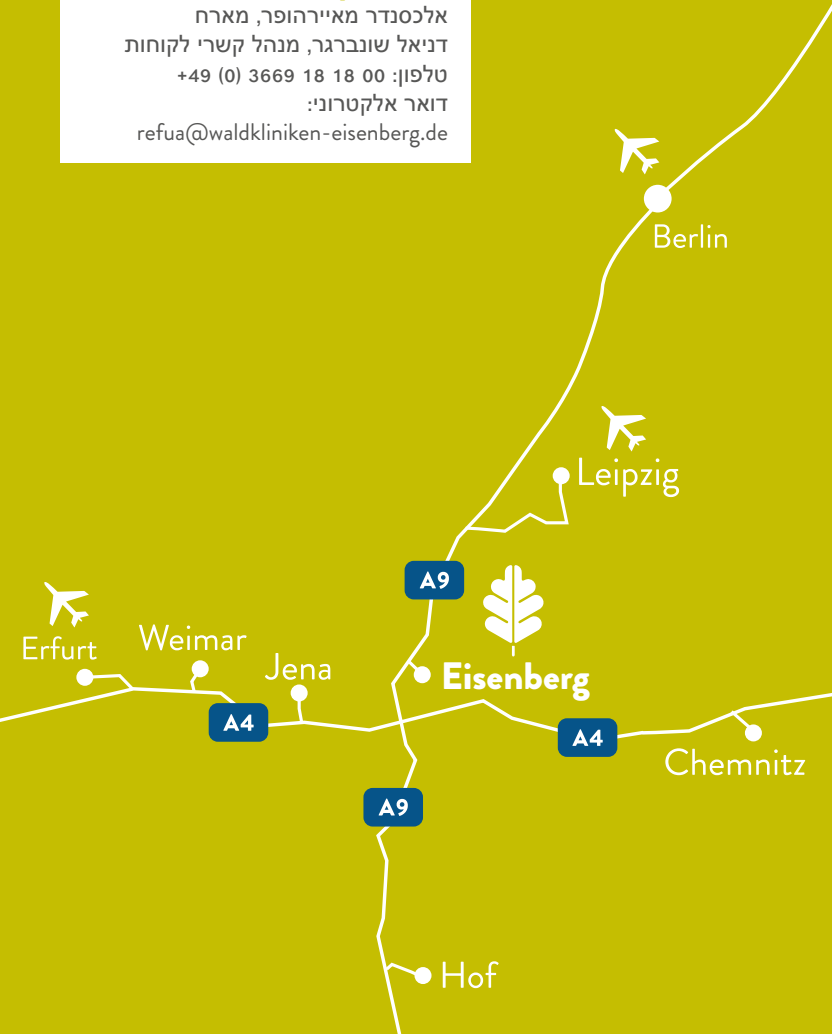 אלכסנדר מאיירהופר, מארח
דניאל שונברגר, מנהל קשרי לקוחות
טלפון: 00 18 18 3669 (0) 49+
דואר אלקטרוני:
refua@waldkliniken-eisenberg.de
Berlin
Leipzig
A9
Erfurt
Weimar
Jena
Eisenberg
A4
A4
Chemnitz
A9
Hof